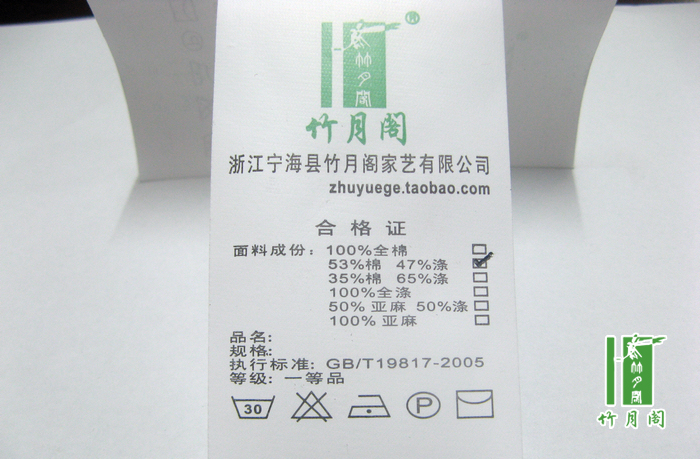 ®
竹月阁
浙江宁海县竹月阁家艺有限公司
zhuyuege.taobao.com
合格证
面料成份: 100%全棉
53%棉 47%涤
35%棉 65%涤
100%全涤
50%亚麻 50%涤
100%亚麻
品名:
规格:
执行标准: GB/T19817-2005
等级: 一等品
30
P
竹月阁